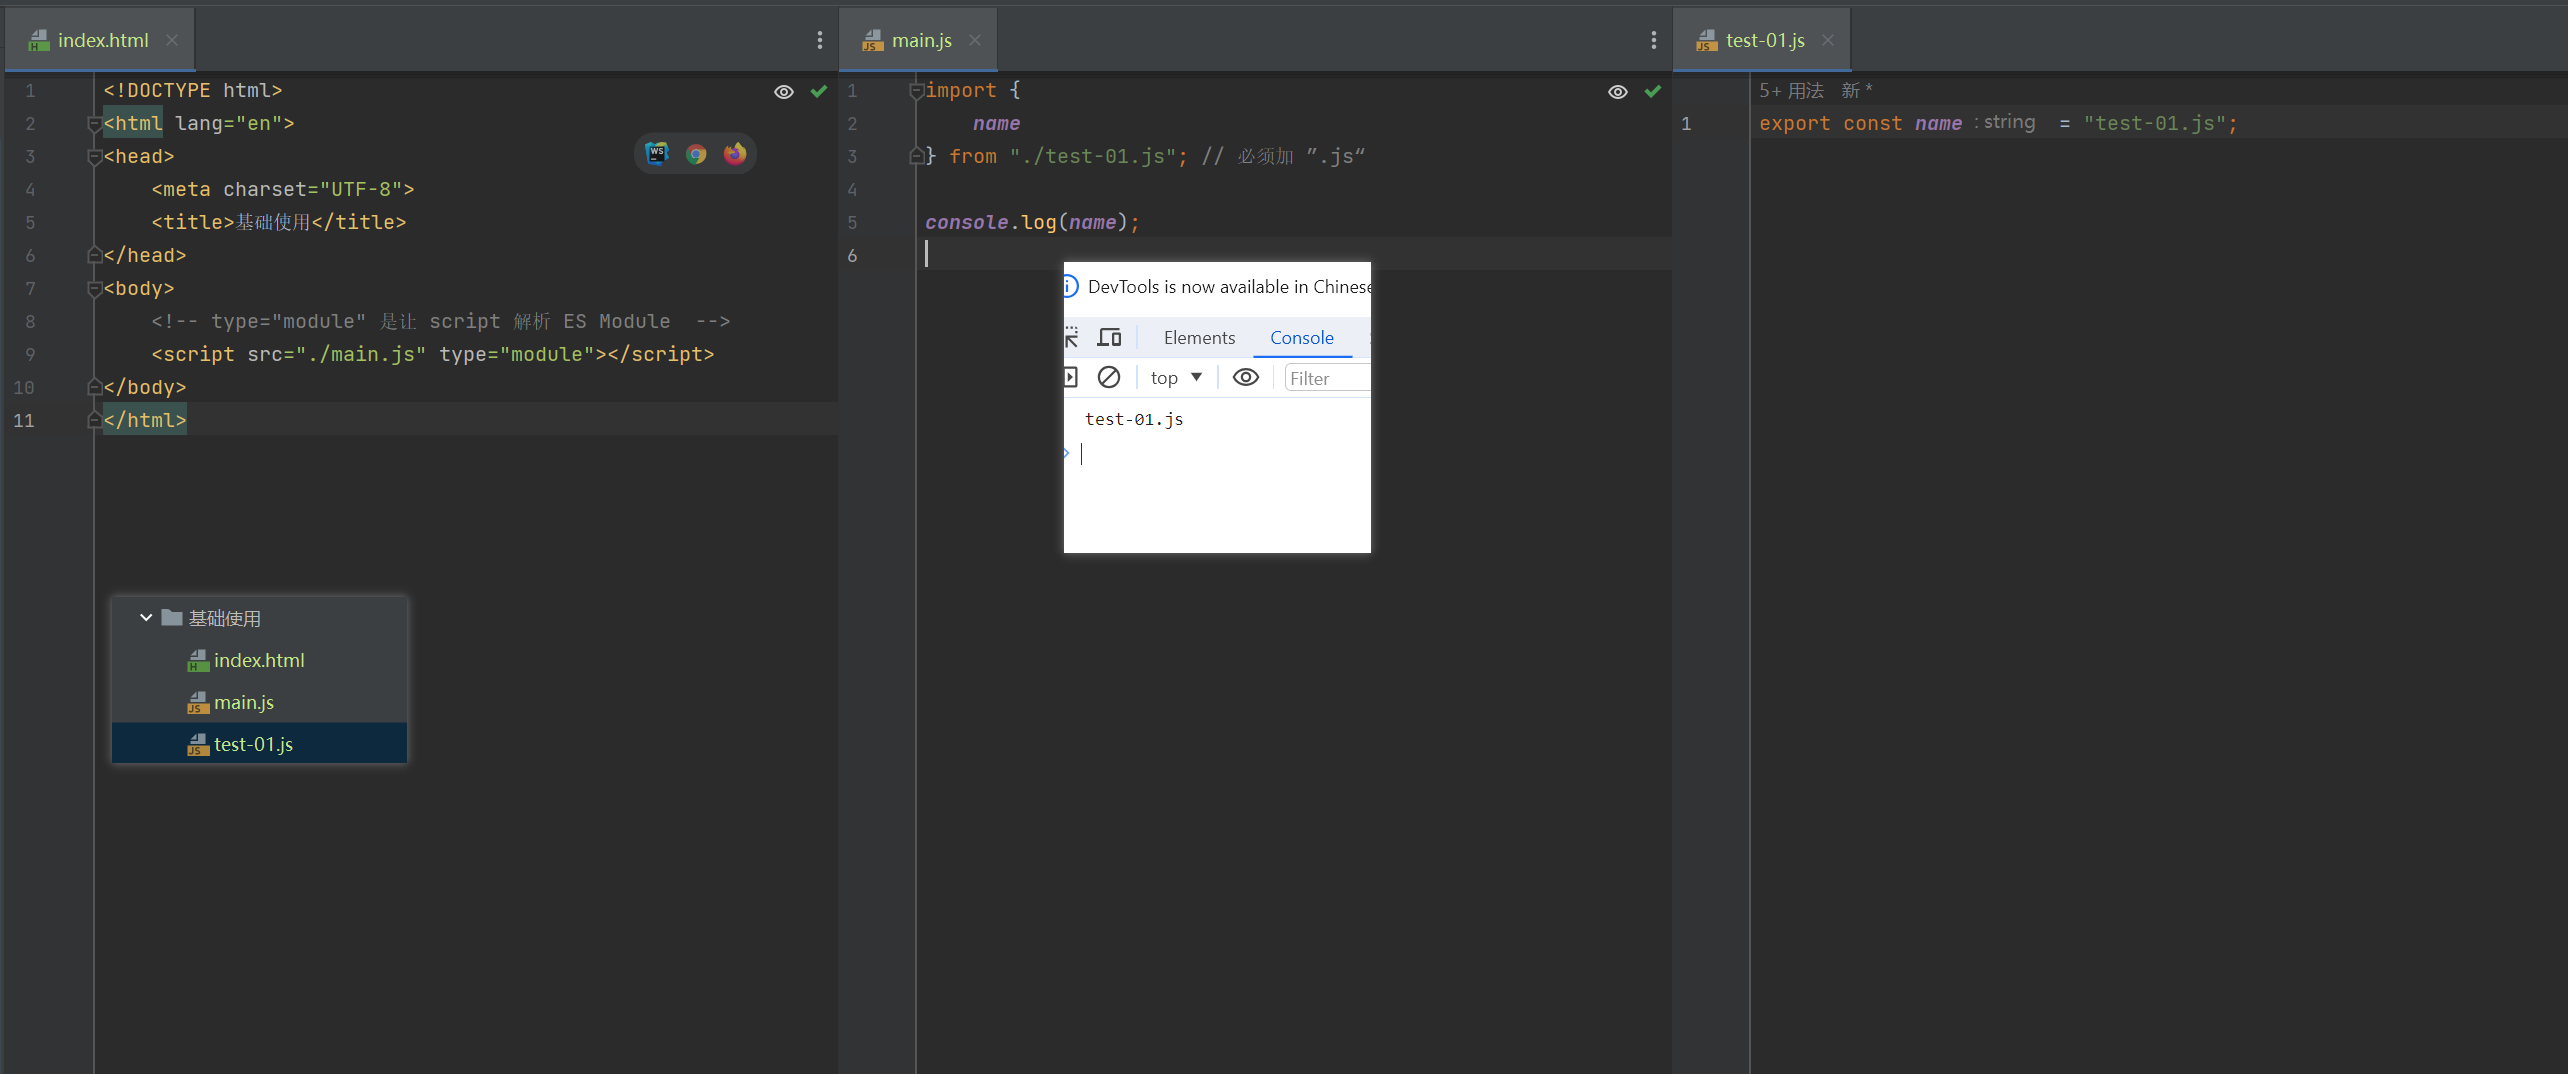 index.html
1 <!DOCTYPE html>
2 <html lang="en">
3 <head>
4     <meta charset="UTF-8">
5     <title>基础使用</title>
6 </head>
7 <body>
8     <!-- type="module" 是让 script 解析 ES Module  -->
9     <script src="./main.js" type="module"></script>
10 </body>
11 </html>
基础使用
index.html
main.js
test-01.js
main.js
1 import {
2     name
3 } from "./test-01.js"; // 必须加 ”.js“
4
5 console.log(name);
6
DevTools is now available in Chinese
Elements Console
top Filter
test-01.js
test-01.js
5+ 用法 新 *
1 export const name : string = "test-01.js";